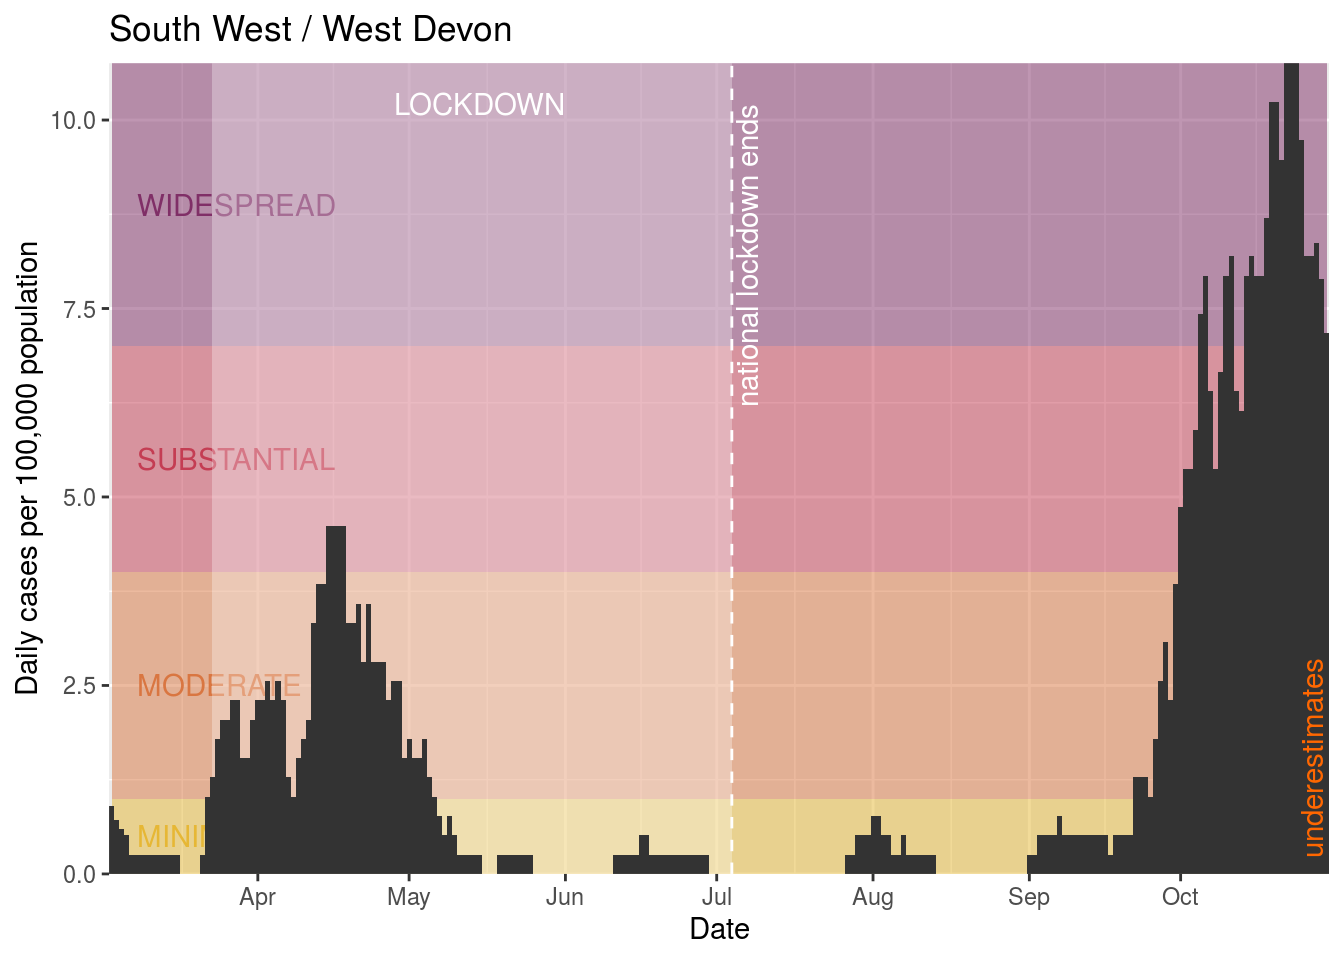 South West / West Devon
Daily cases per 100,000 population
10.0
7.5
5.0
2.5
0.0
LOCKDOWN
WIDESPREAD
SUBSTANTIAL
MODERATE
national lockdown ends
underestimates
Apr
May
Jun
Jul
Aug
Sep
Oct
Date